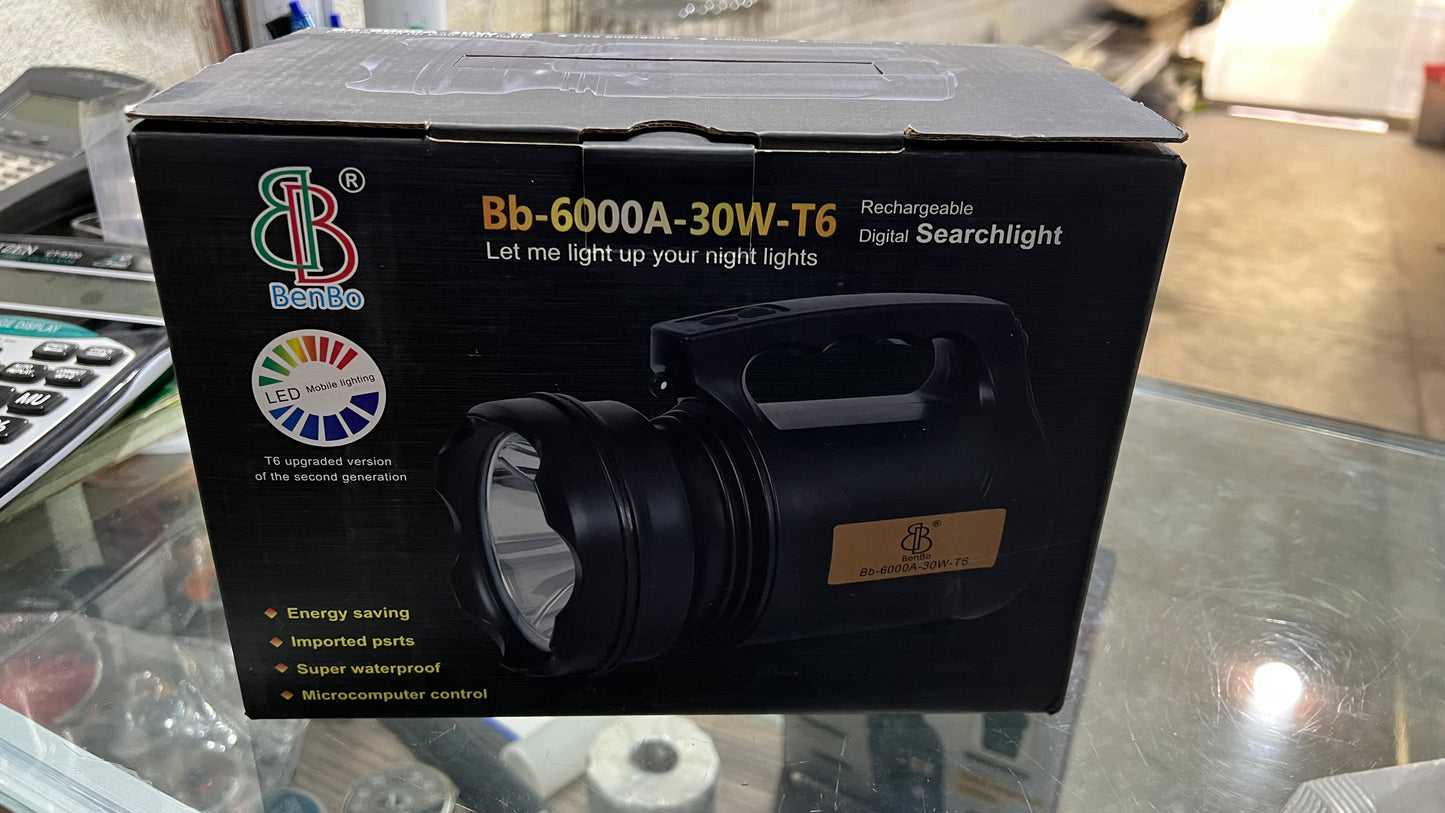 ®
BenBo
Bb-6000A-30W-T6
Let me light up your night lights
Rechargeable
Digital Searchlight
LED Mobile lighting
T6 upgraded version
of the second generation
®
BenBo
Bb-6000A-30W-T6
Energy saving
Imported psrts
Super waterproof
Microcomputer control
DISPLAY
MU